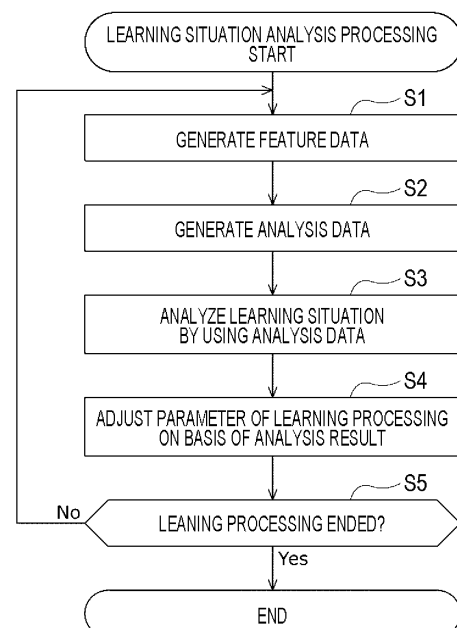 LEARNING SITUATION ANALYSIS PROCESSING
START
S1
GENERATE FEATURE DATA
S2
GENERATE ANALYSIS DATA
S3
ANALYZE LEARNING SITUATION
BY USING ANALYSIS DATA
S4
ADJUST PARAMETER OF LEARNING PROCESSING
ON BASIS OF ANALYSIS RESULT
S5
No
LEANING PROCESSING ENDED?
Yes
END